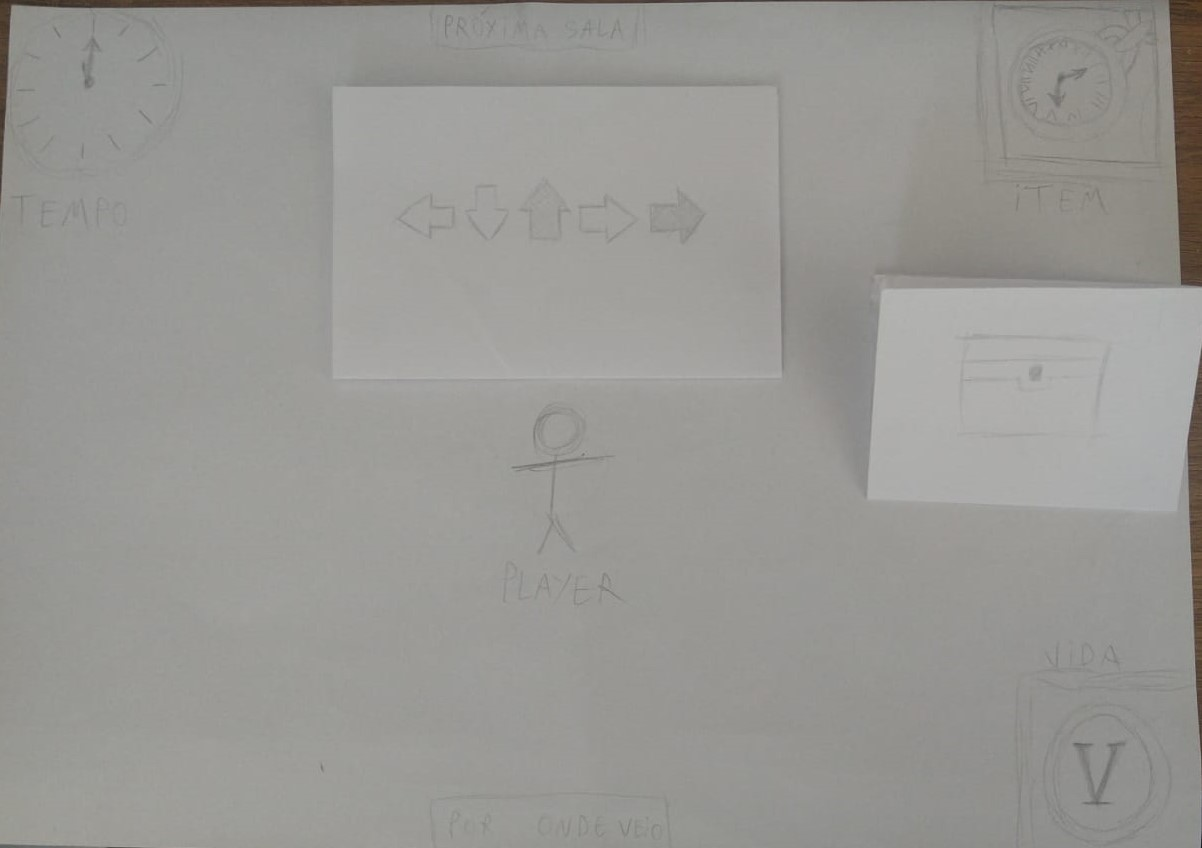 PRÓXIMA SALA
TEMPO
ITEM
PLAYER
VIDA
V
POR ONDE VEIO